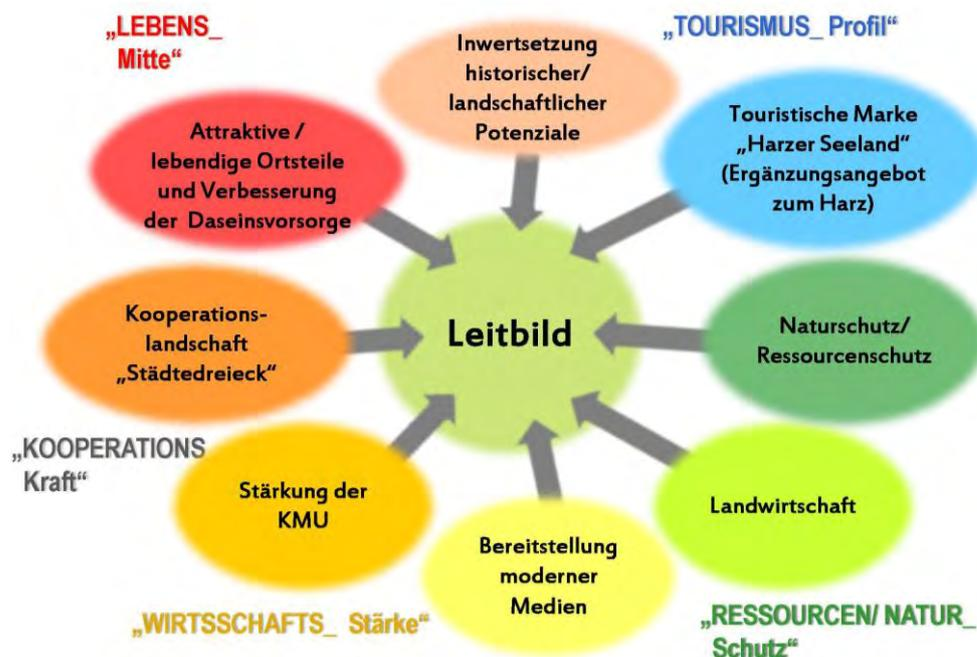 „LEBENS_
Mitte“
„TOURISMUS_ Profil“
Inwertsetzung
historischer/
landschaftlicher
Potenziale
Attraktive /
lebendige Ortsteile
und Verbesserung
der Daseinsvorsorge
Touristische Marke
„Harzer Seeland“
(Ergänzungsangebot
zum Harz)
Kooperations-
landschaft
„Städtedreieck“
Leitbild
Naturschutz/
Ressourcenschutz
„KOOPERATIONS
Kraft“
Stärkung der
KMU
Bereitstellung
moderner
Medien
Landwirtschaft
„WIRTSSCHAFTS_ Stärke“
„RESSOURCEN/ NATUR_
Schutz“